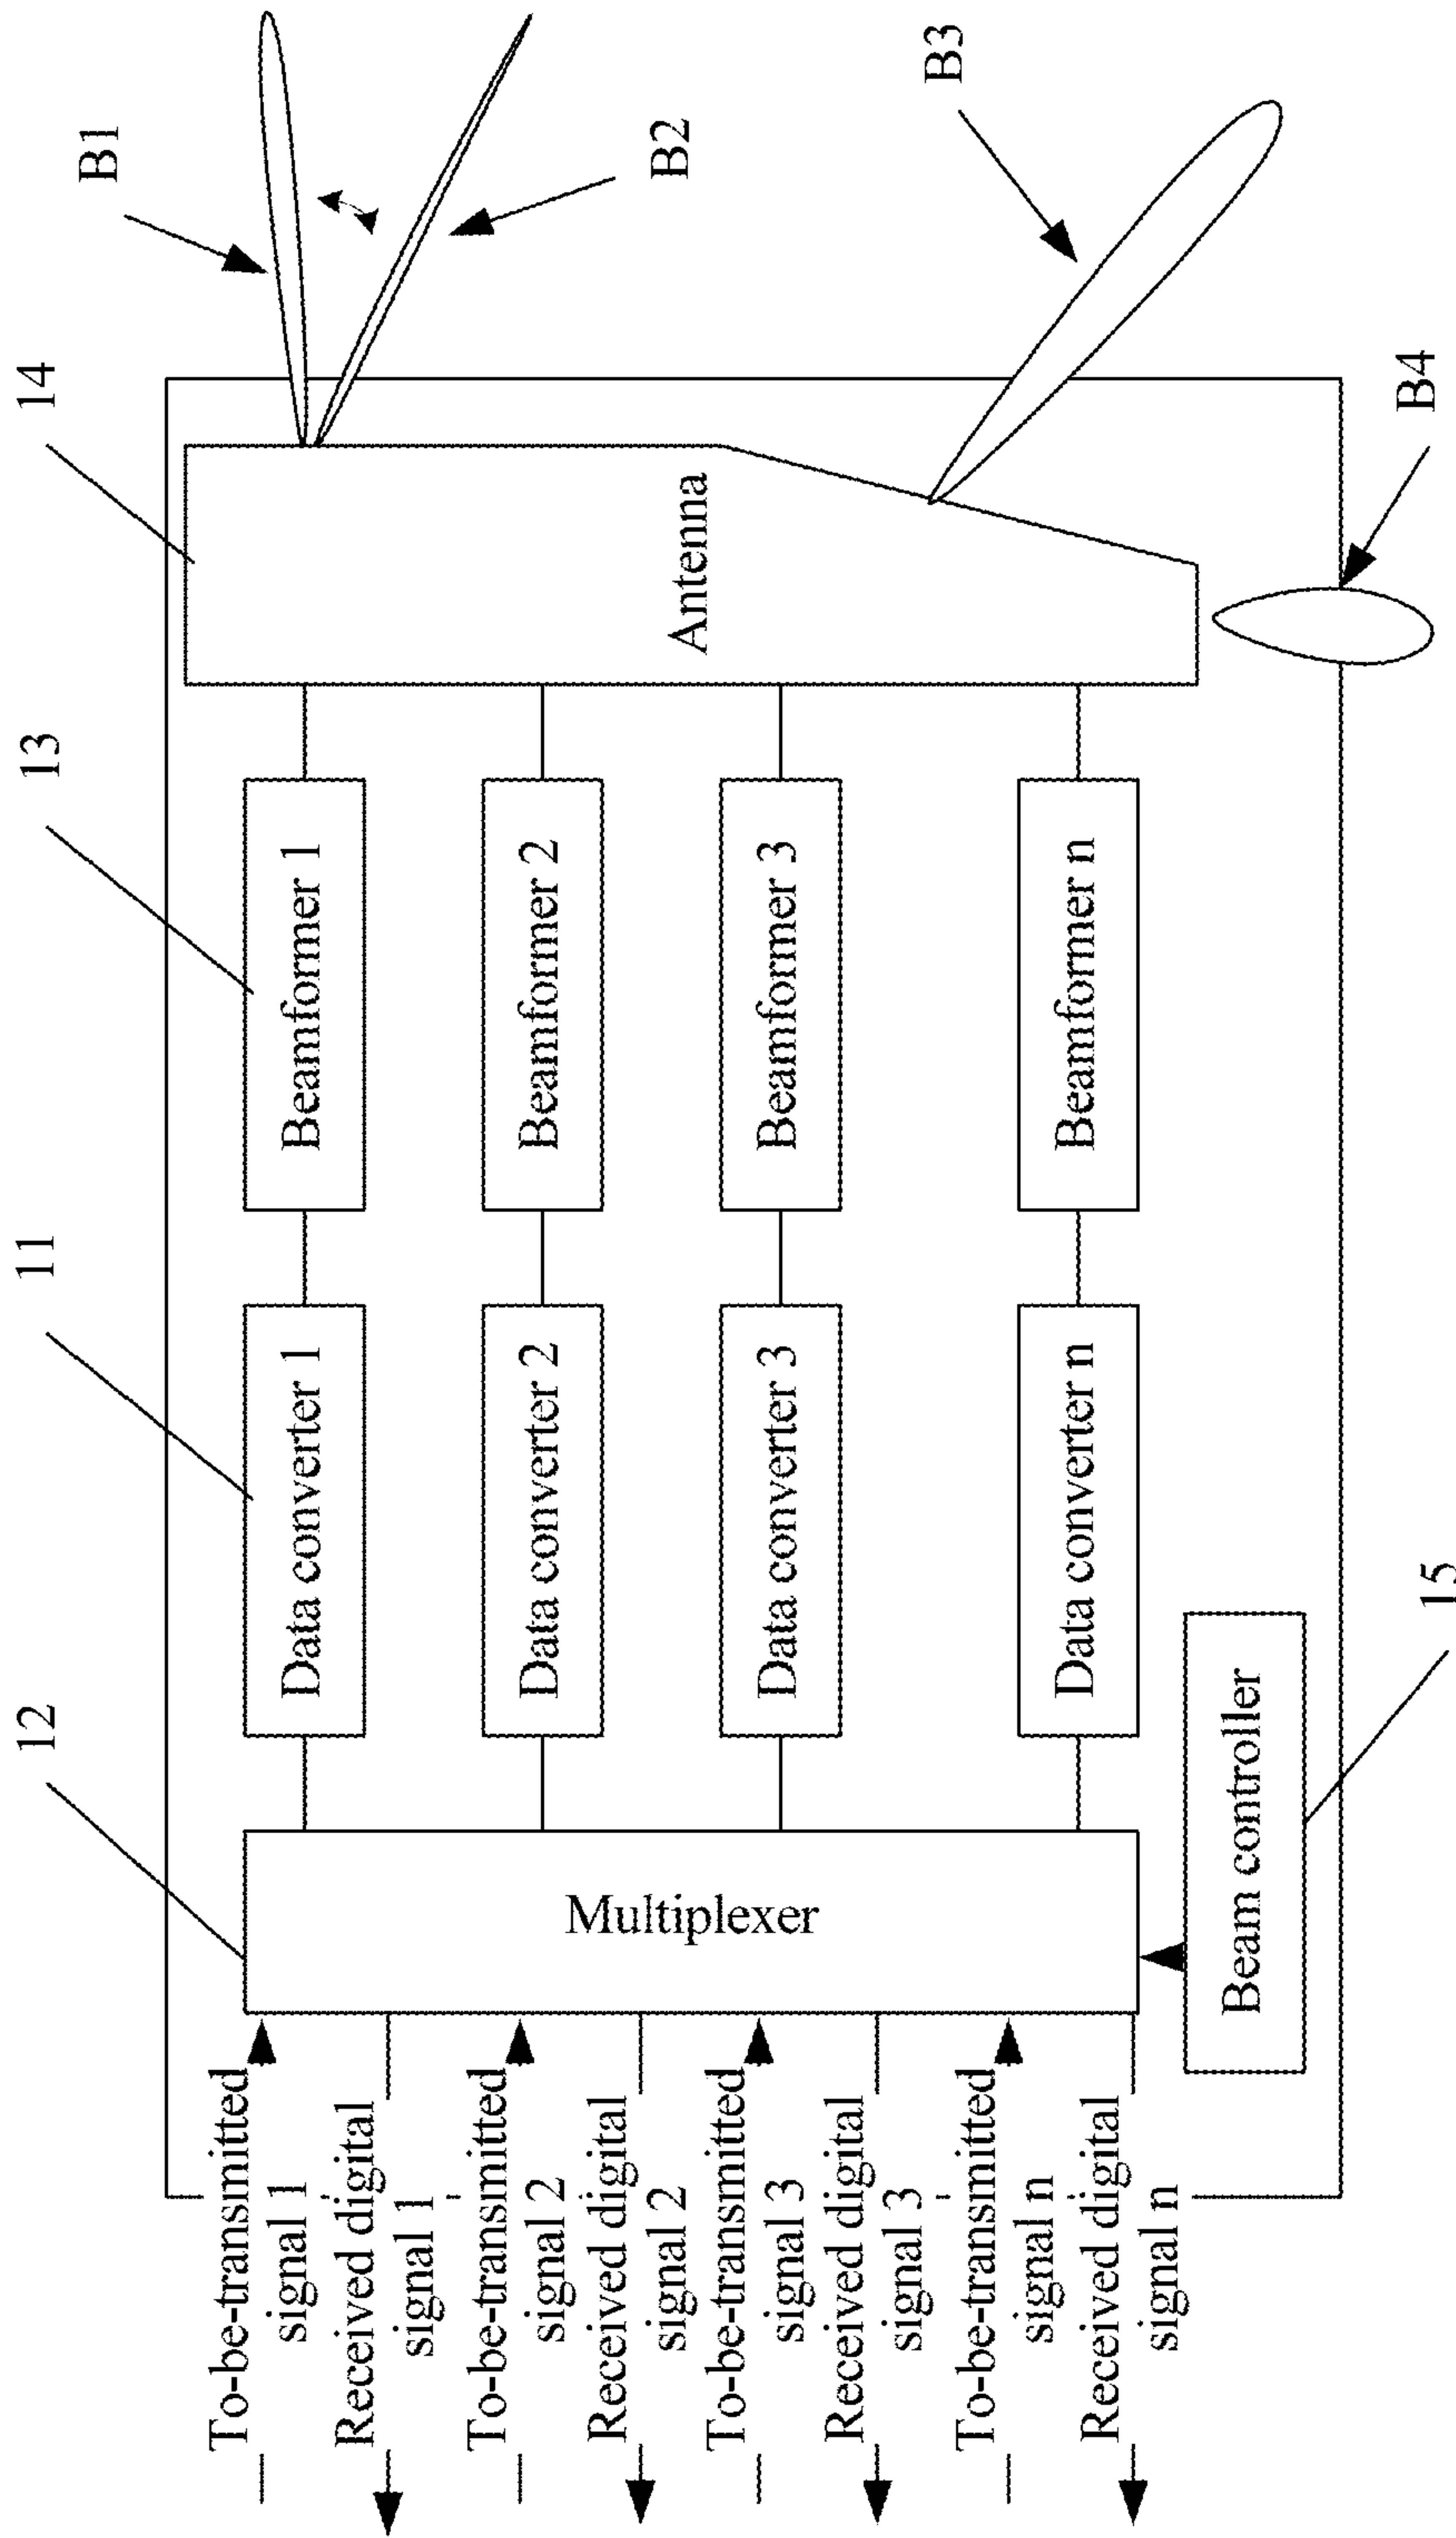 To-be-transmitted
signal 1
Received digital
signal 1
To-be-transmitted
signal 2
Received digital
signal 2
To-be-transmitted
signal 3
Received digital
signal 3
To-be-transmitted
signal n
Received digital
signal n
12
Multiplexer
Beam controller
15
11
Data converter 1
Data converter 2
Data converter 3
Data converter n
13
Beamformer 1
Beamformer 2
Beamformer 3
Beamformer n
14
Antenna
B1
B2
B3
B4